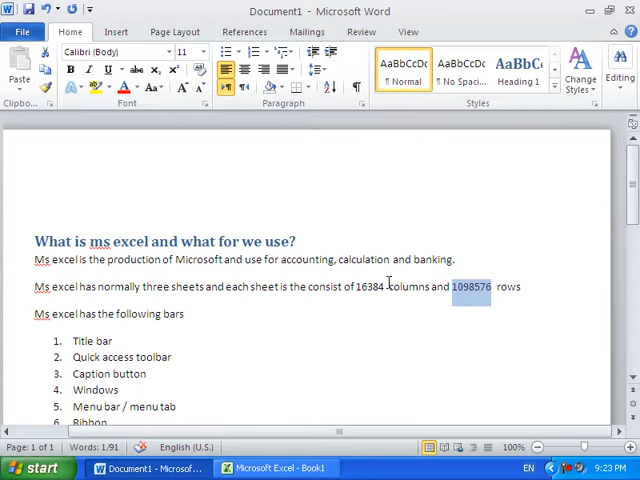 Document1 - Microsoft Word
File Home Insert Page Layout References Mailings Review View
Paste
Calibri (Body) 11
AaBbCcDc AaBbCcDc AaBbC
¶ Normal ¶ No Spaci... Heading 1
Change Styles
Editing
Clipboa... Font Paragraph Styles
What is ms excel and what for we use?
Ms excel is the production of Microsoft and use for accounting, calculation and banking.
Ms excel has normally three sheets and each sheet is the consist of 16384 columns and 1098576 rows
Ms excel has the following bars
1. Title bar
2. Quick access toolbar
3. Caption button
4. Windows
5. Menu bar / menu tab
6. Ribbon
Page: 1 of 1 Words: 1/91 English (U.S.) 100%
start Document1 - Microsof... Microsoft Excel - Book1 EN 9:23 PM